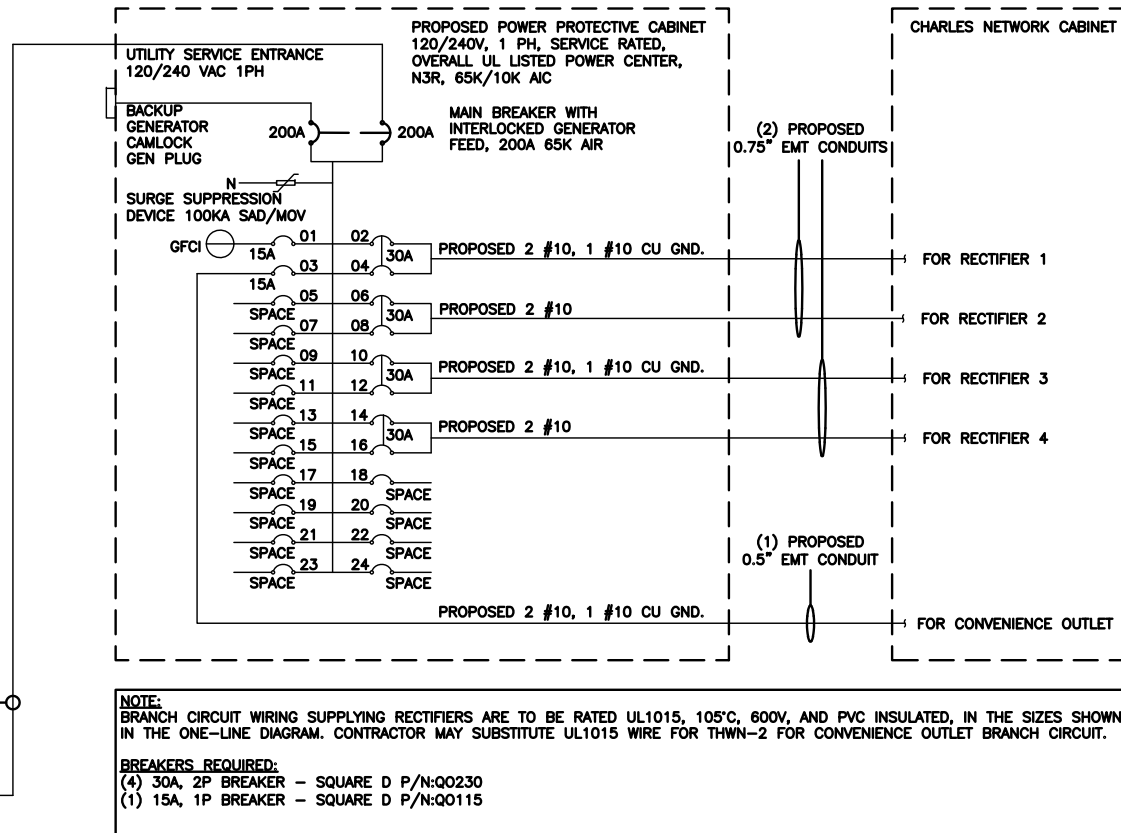 PROPOSED POWER PROTECTIVE CABINET
120/240V, 1 PH, SERVICE RATED,
OVERALL UL LISTED POWER CENTER,
N3R, 65K/10K AIC
CHARLES NETWORK CABINET
UTILITY SERVICE ENTRANCE
120/240 VAC 1PH
BACKUP
GENERATOR
CAMLOCK
GEN PLUG
200A
200A
MAIN BREAKER WITH
INTERLOCKED GENERATOR
FEED, 200A 65K AIR
(2) PROPOSED
0.75" EMT CONDUITS
N
SURGE SUPPRESSION
DEVICE 100KA SAD/MOV
GFCI
15A
01
02
30A
PROPOSED 2 #10, 1 #10 CU GND.
FOR RECTIFIER 1
15A
03
04
SPACE
05
06
30A
PROPOSED 2 #10
FOR RECTIFIER 2
SPACE
07
08
SPACE
09
10
30A
PROPOSED 2 #10, 1 #10 CU GND.
FOR RECTIFIER 3
SPACE
11
12
SPACE
13
14
30A
PROPOSED 2 #10
FOR RECTIFIER 4
SPACE
15
16
SPACE
17
18
SPACE
SPACE
19
20
SPACE
SPACE
21
22
SPACE
SPACE
23
24
SPACE
(1) PROPOSED
0.5" EMT CONDUIT
PROPOSED 2 #10, 1 #10 CU GND.
FOR CONVENIENCE OUTLET
NOTE:
BRANCH CIRCUIT WIRING SUPPLYING RECTIFIERS ARE TO BE RATED UL1015, 105°C, 600V, AND PVC INSULATED, IN THE SIZES SHOWN
IN THE ONE-LINE DIAGRAM. CONTRACTOR MAY SUBSTITUTE UL1015 WIRE FOR THWN-2 FOR CONVENIENCE OUTLET BRANCH CIRCUIT.
BREAKERS REQUIRED:
(4) 30A, 2P BREAKER - SQUARE D P/N:QO230
(1) 15A, 1P BREAKER - SQUARE D P/N:QO115